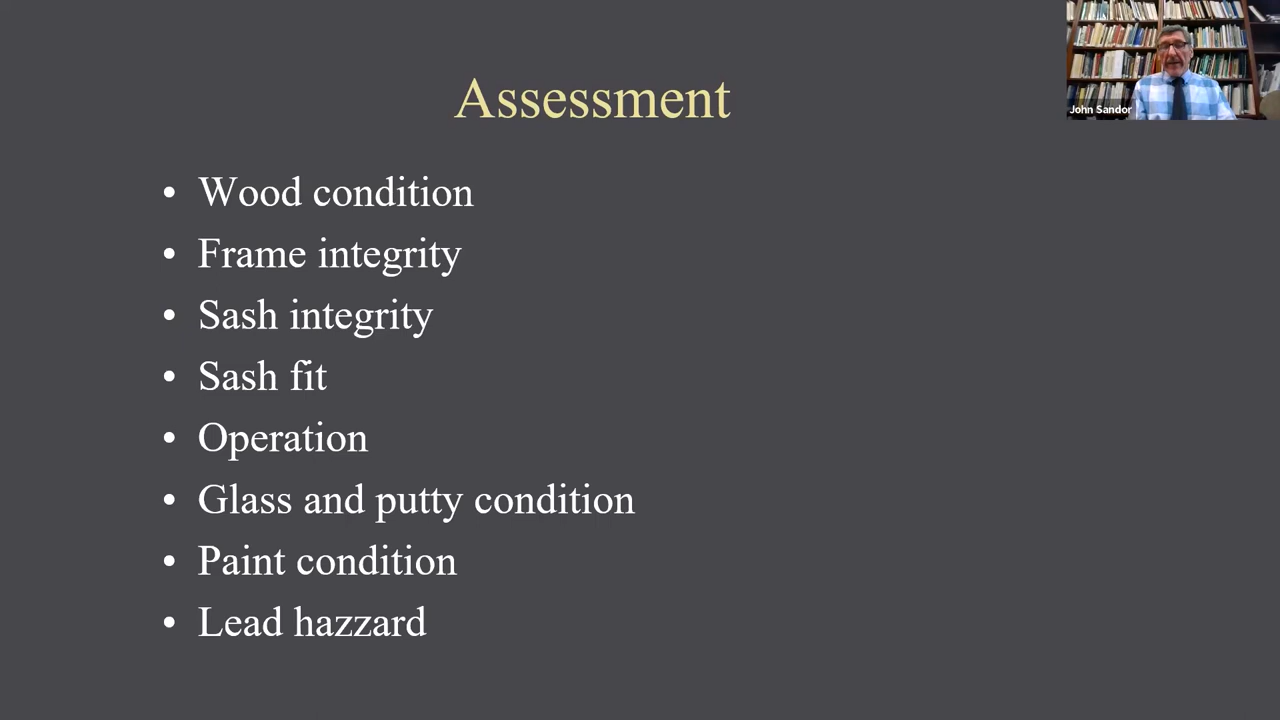 Assessment
John Sandor
• Wood condition
• Frame integrity
• Sash integrity
• Sash fit
• Operation
• Glass and putty condition
• Paint condition
• Lead hazzard